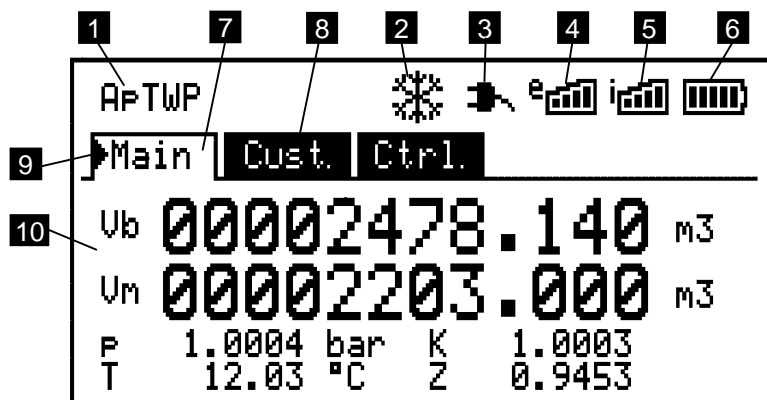 1 7 8 2 3 4 5 6
ApTWP e i
9 Main Cust. Ctrl.
10 Vb 00002478.140 m3
Vm 00002203.000 m3
p 1.0004 bar K 1.0003
T 12.03 °C Z 0.9453